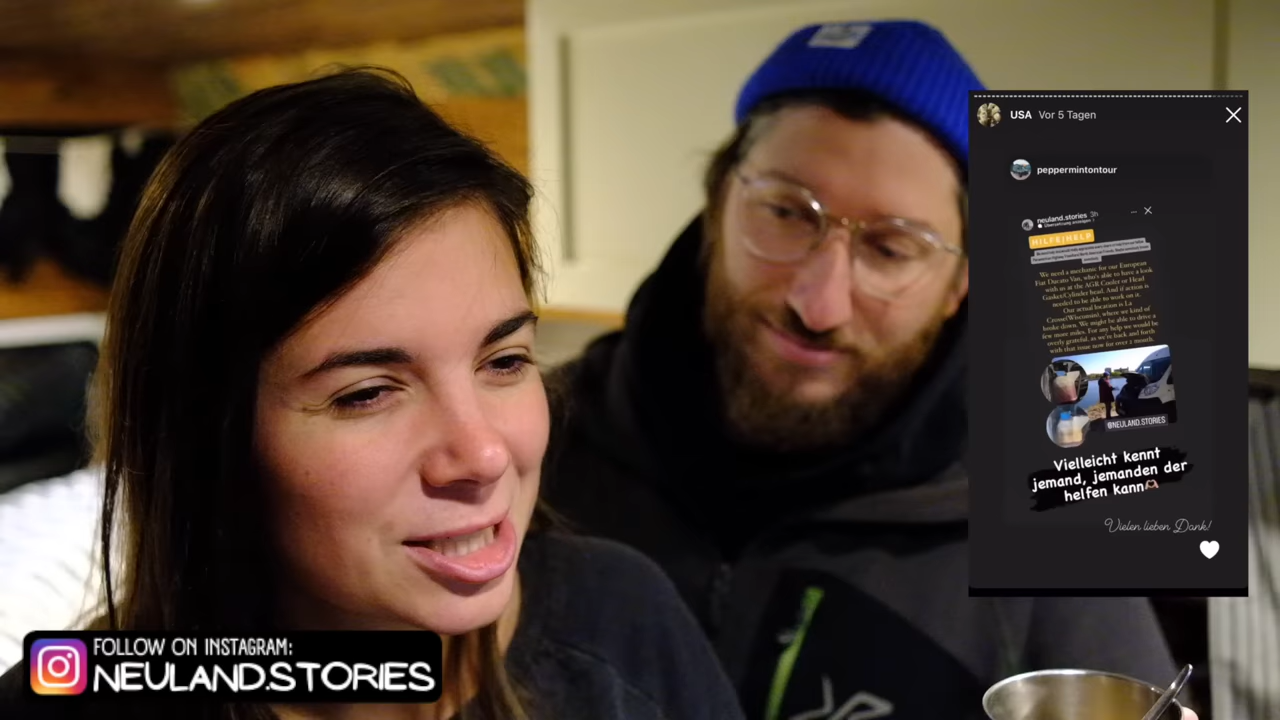 USA Vor 5 Tagen
peppermintontour
neuland.stories 3h
HILFE|HELP
We need a mechanic for our European
Fiat Ducato Van, who's able to have a look
with us at the AGR Cooler or Head
Gasket/Cylinder head. And if action is
needed to be able to work on it.
Our actual location is La
Crosse(Wisconsin), where we kind of
broke down. We might be able to drive a
few more miles. For any help we would be
overly grateful, as we're back and forth
with that issue now for over 2 month.
@NEULAND.STORIES
Vielleicht kennt
jemand, jemanden der
helfen kann
Vielen lieben Dank!
FOLLOW ON INSTAGRAM:
NEULAND.STORIES